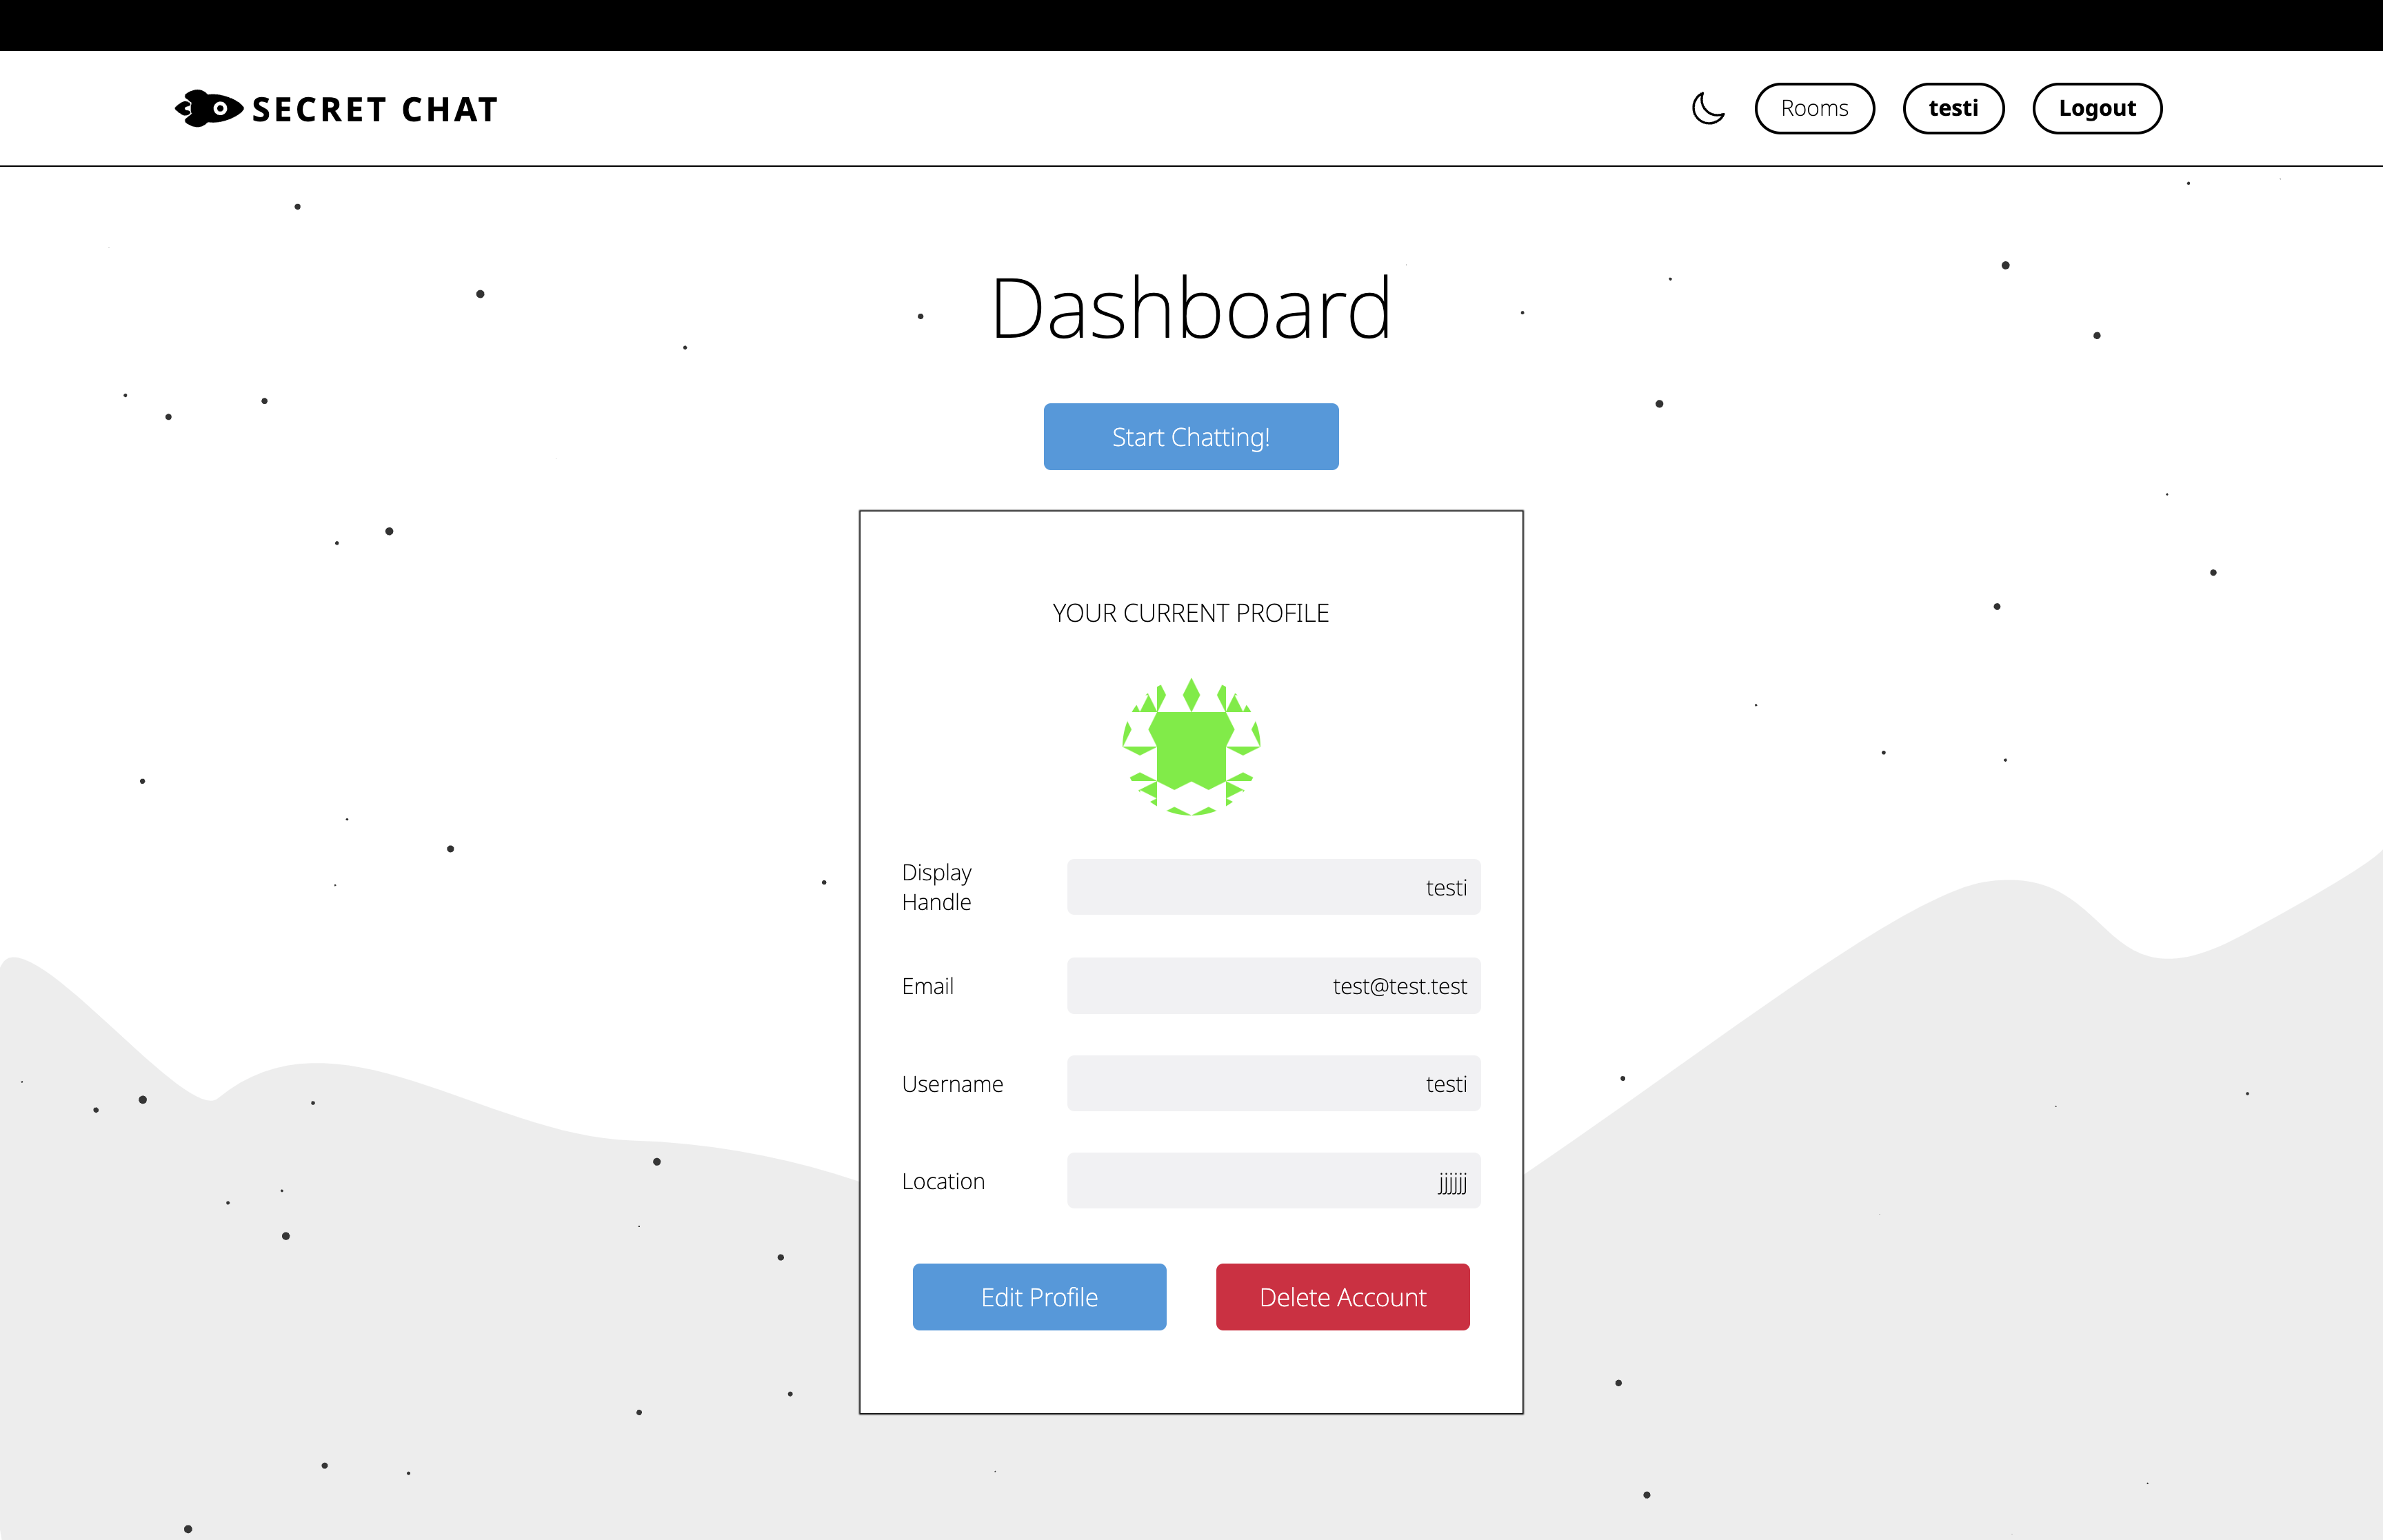 SECRET CHAT
Rooms
testi
Logout
Dashboard
Start Chatting!
YOUR CURRENT PROFILE
Display
Handle
testi
Email
test@test.test
Username
testi
Location
jjjjjj
Edit Profile
Delete Account